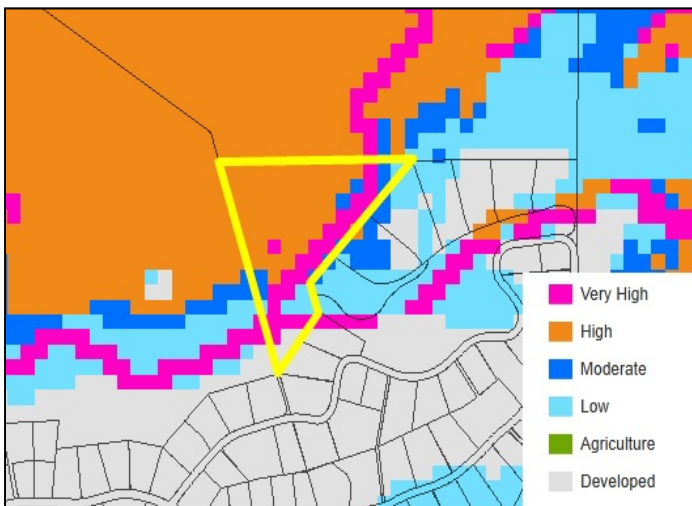 Very High
High
Moderate
Low
Agriculture
Developed